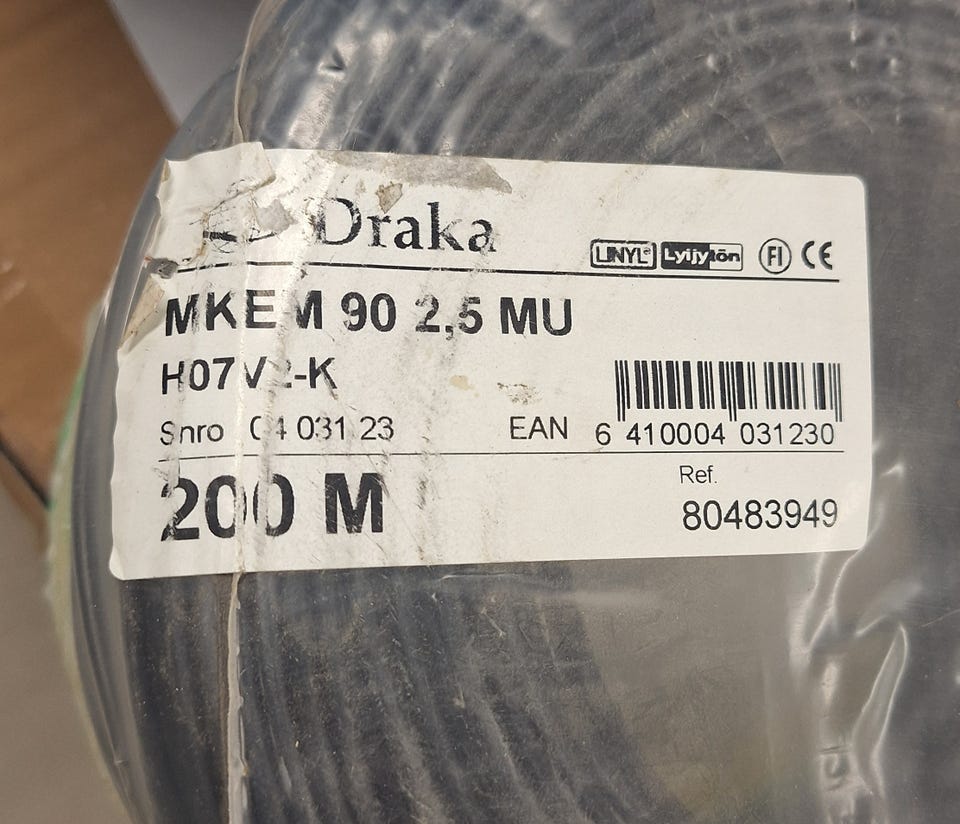 Draka
LINYL Lyijytön FI CE
MKEM 90 2,5 MU
H07V2-K
Snro 04 031 23
EAN 6 410004 031230
200 M
Ref.
80483949